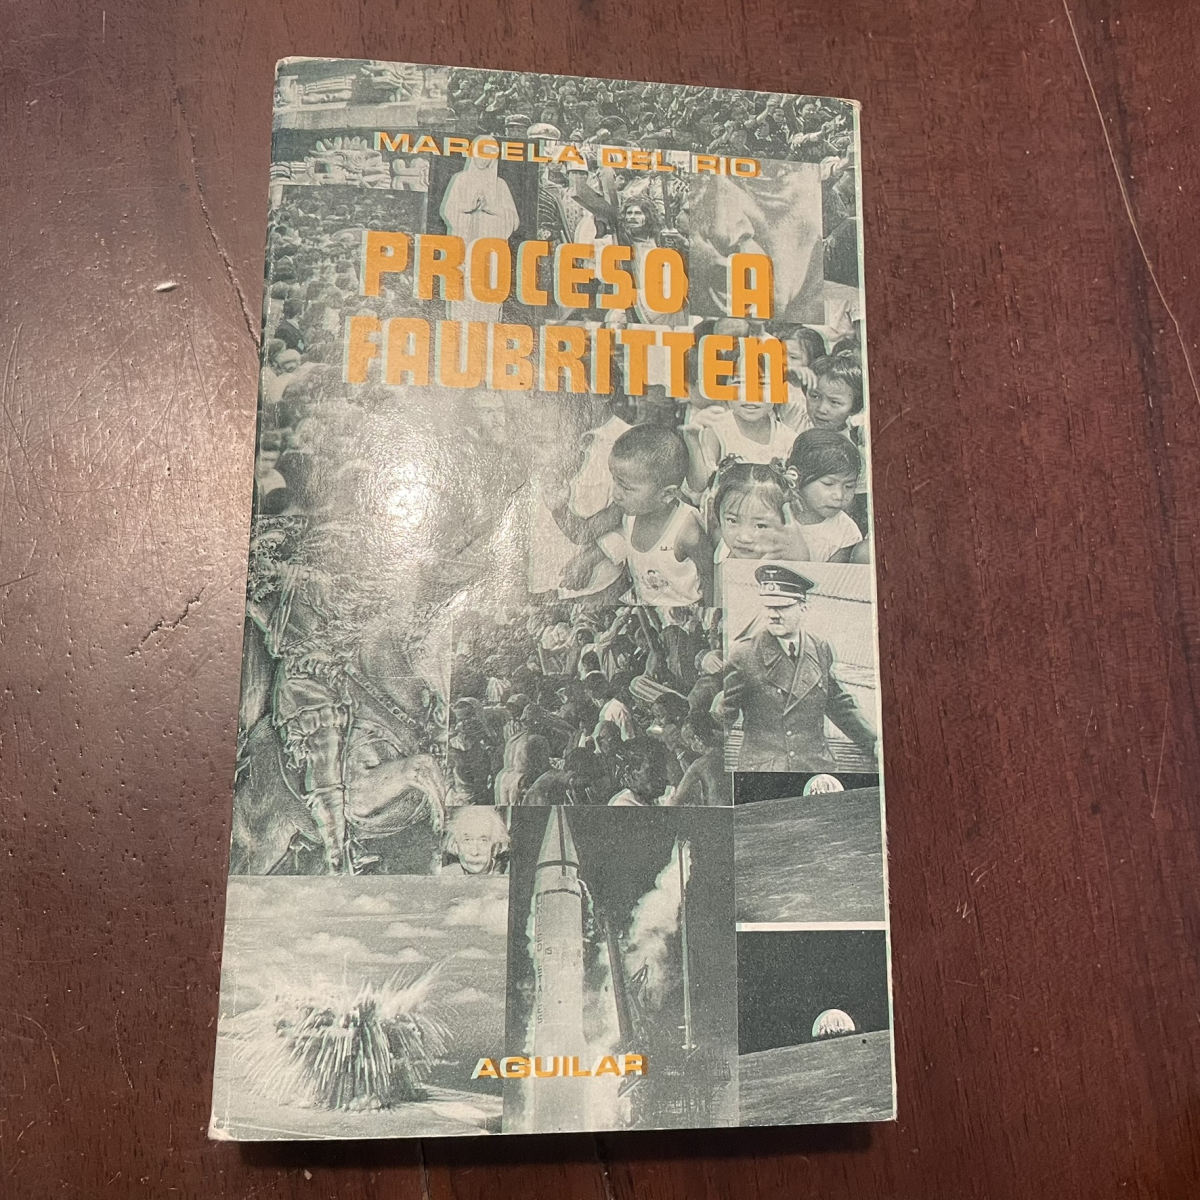 MARCELA DEL RIO
PROCESO A
FAUBRITTEN
AGUILAR